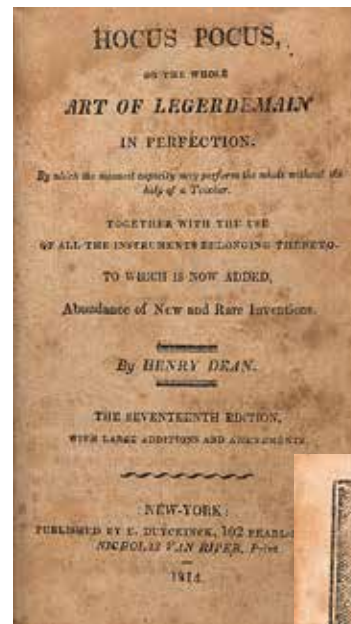 HOCUS POCUS,
OR THE WHOLE
ART OF LEGERDEMAIN
IN PERFECTION.
By which the meanest capacity may perform the whole without the
help of a Teacher.
TOGETHER WITH THE USE
OF ALL THE INSTRUMENTS BELONGING THERETO.
TO WHICH IS NOW ADDED,
Abundance of New and Rare Inventions.
By HENRY DEAN.
THE SEVENTEENTH EDITION,
WITH LARGE ADDITIONS AND AMENDMENTS.
NEW-YORK:
PUBLISHED BY E. DUYCKINCK, 102 PEARL-
NICHOLAS VAN RIPER, Print.
1814.